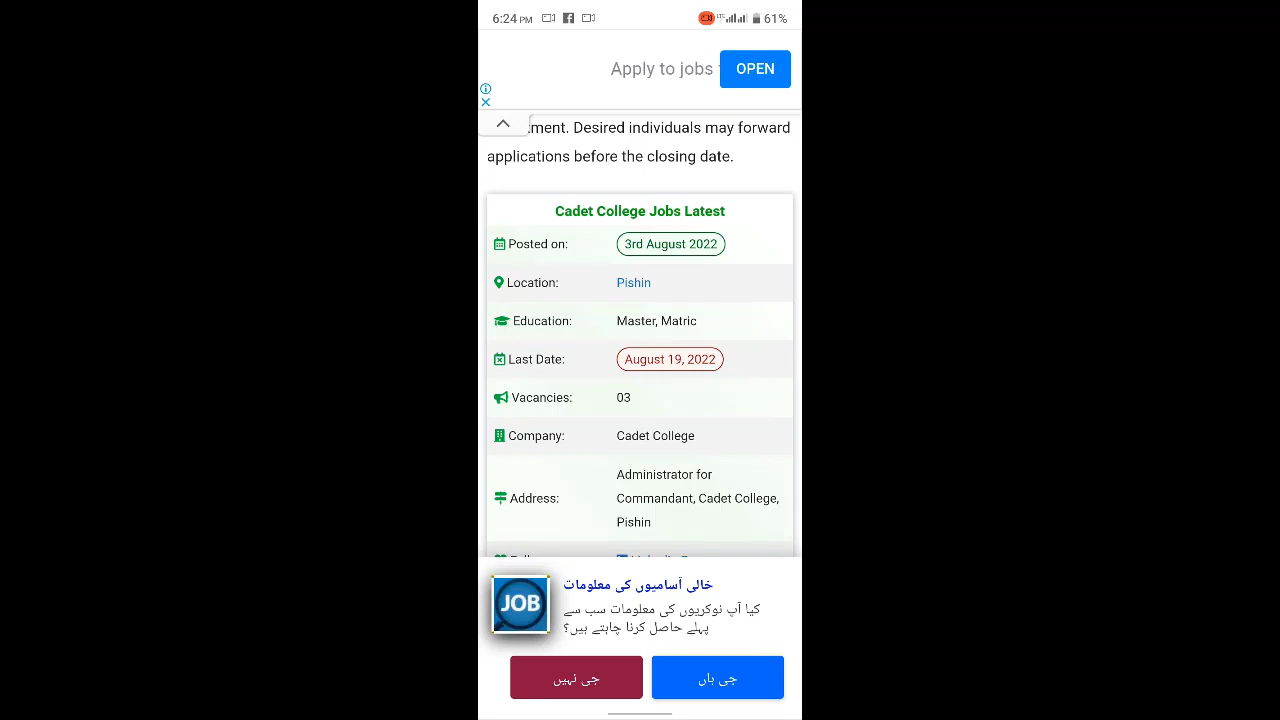 6:24 PM
LTE
61%
Apply to jobs
OPEN
tment. Desired individuals may forward
applications before the closing date.
Cadet College Jobs Latest
Posted on: 3rd August 2022
Location: Pishin
Education: Master, Matric
Last Date: August 19, 2022
Vacancies: 03
Company: Cadet College
Address: Administrator for
Commandant, Cadet College,
Pishin
JOB
خالی آسامیوں کی معلومات
کیا آپ نوکریوں کی معلومات سب سے
پہلے حاصل کرنا چاہتے ہیں؟
جی نہیں
جی ہاں